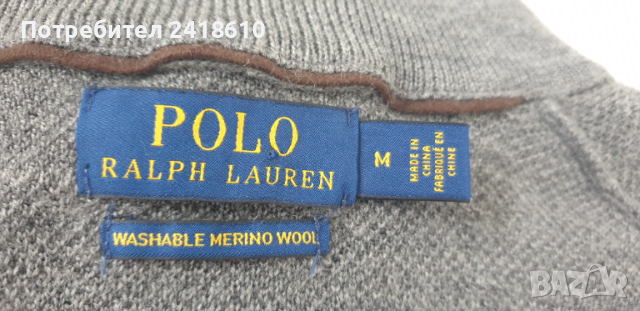 Потребител 2418610
POLO
RALPH LAUREN
M
MADE IN
CHINA
FABRIQUÉ EN
CHINE
WASHABLE MERINO WOOL
BAZAR